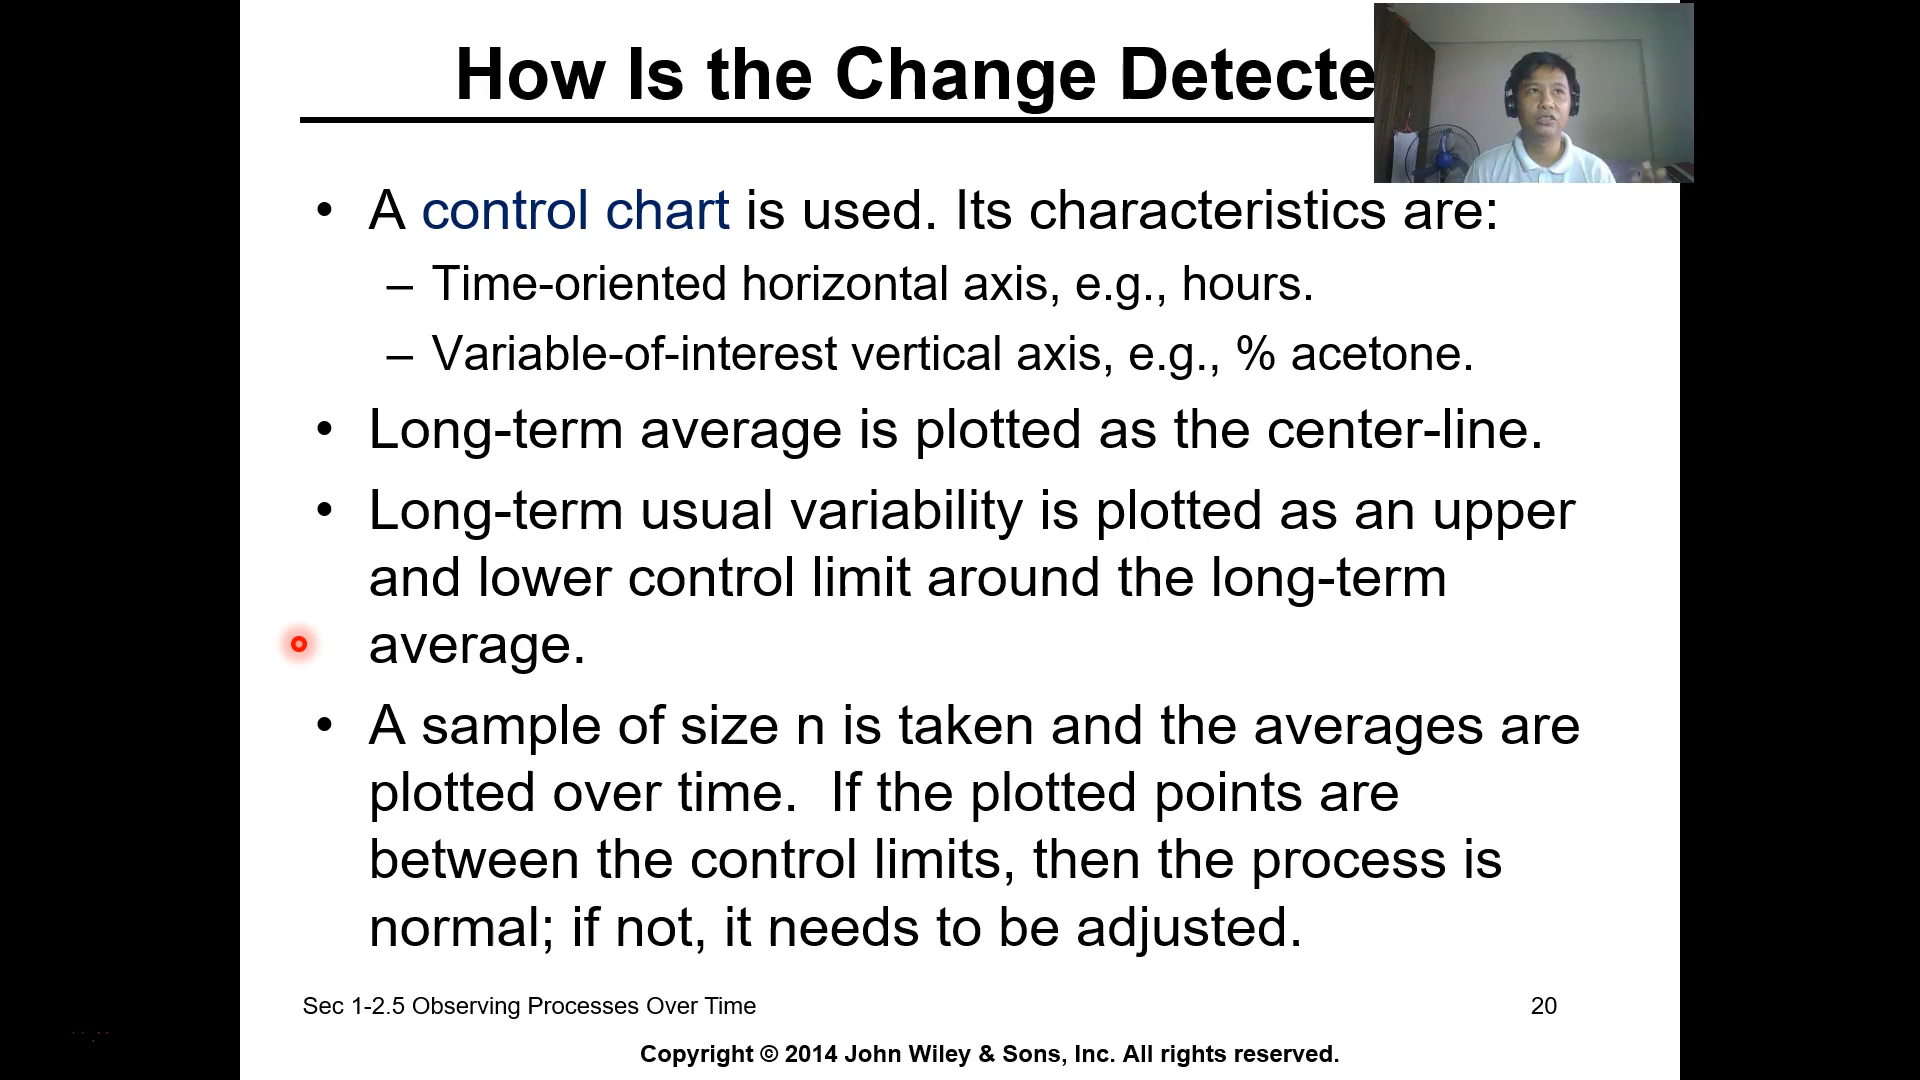 How Is the Change Detecte
• A control chart is used. Its characteristics are:
– Time-oriented horizontal axis, e.g., hours.
– Variable-of-interest vertical axis, e.g., % acetone.
• Long-term average is plotted as the center-line.
• Long-term usual variability is plotted as an upper
and lower control limit around the long-term
average.
• A sample of size n is taken and the averages are
plotted over time.  If the plotted points are
between the control limits, then the process is
normal; if not, it needs to be adjusted.
Sec 1-2.5 Observing Processes Over Time
20
Copyright © 2014 John Wiley & Sons, Inc. All rights reserved.